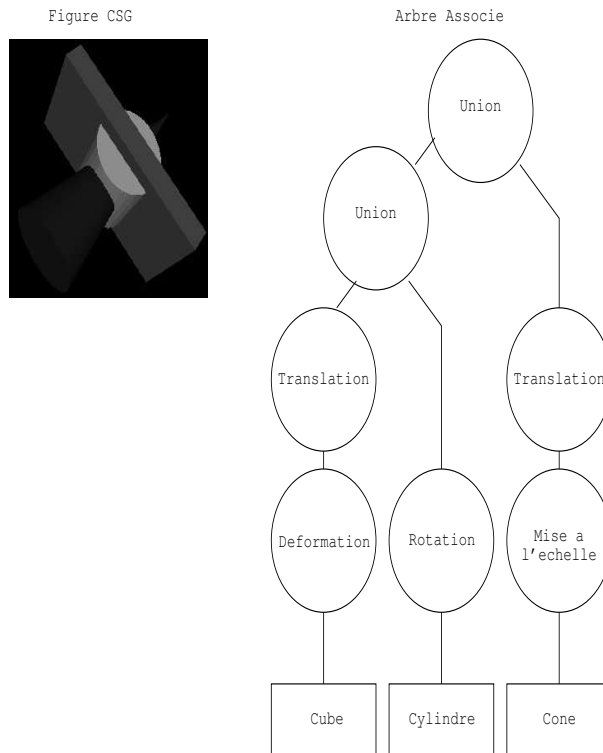 Figure CSG
Arbre Associe
Union
Union
Translation
Translation
Deformation
Rotation
Mise a
l'echelle
Cube
Cylindre
Cone